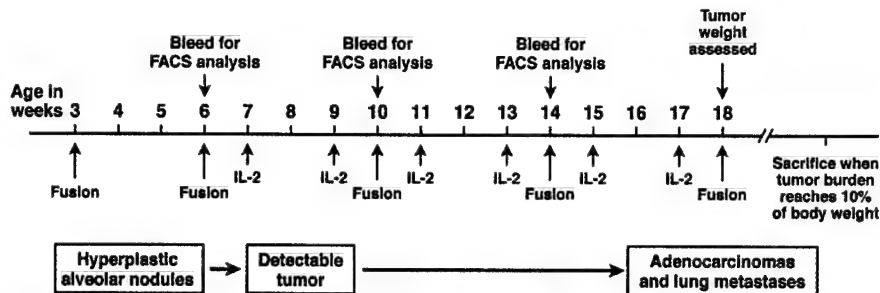 Tumor
weight
assessed
Bleed for
FACS analysis
Bleed for
FACS analysis
Bleed for
FACS analysis
Age in
weeks 3 4 5 6 7 8 9 10 11 12 13 14 15 16 17 18
Fusion Fusion IL-2 IL-2 Fusion IL-2 IL-2 Fusion IL-2 IL-2 Fusion
Sacrifice when
tumor burden
reaches 10%
of body weight
Hyperplastic
alveolar nodules
Detectable
tumor
Adenocarcinomas
and lung metastases